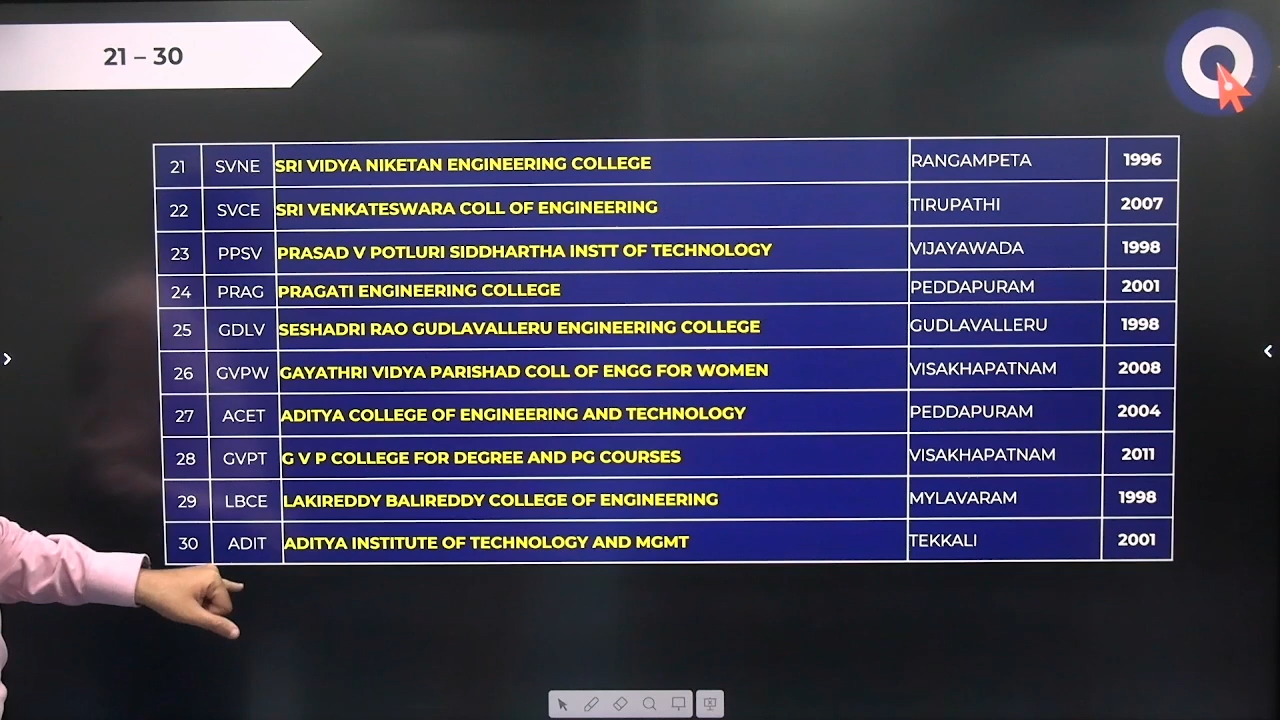 21 – 30
21 SVNE SRI VIDYA NIKETAN ENGINEERING COLLEGE RANGAMPETA 1996
22 SVCE SRI VENKATESWARA COLL OF ENGINEERING TIRUPATHI 2007
23 PPSV PRASAD V POTLURI SIDDHARTHA INSTT OF TECHNOLOGY VIJAYAWADA 1998
24 PRAG PRAGATI ENGINEERING COLLEGE PEDDAPURAM 2001
25 GDLV SESHADRI RAO GUDLAVALLERU ENGINEERING COLLEGE GUDLAVALLERU 1998
26 GVPW GAYATHRI VIDYA PARISHAD COLL OF ENGG FOR WOMEN VISAKHAPATNAM 2008
27 ACET ADITYA COLLEGE OF ENGINEERING AND TECHNOLOGY PEDDAPURAM 2004
28 GVPT G V P COLLEGE FOR DEGREE AND PG COURSES VISAKHAPATNAM 2011
29 LBCE LAKIREDDY BALIREDDY COLLEGE OF ENGINEERING MYLAVARAM 1998
30 ADIT ADITYA INSTITUTE OF TECHNOLOGY AND MGMT TEKKALI 2001